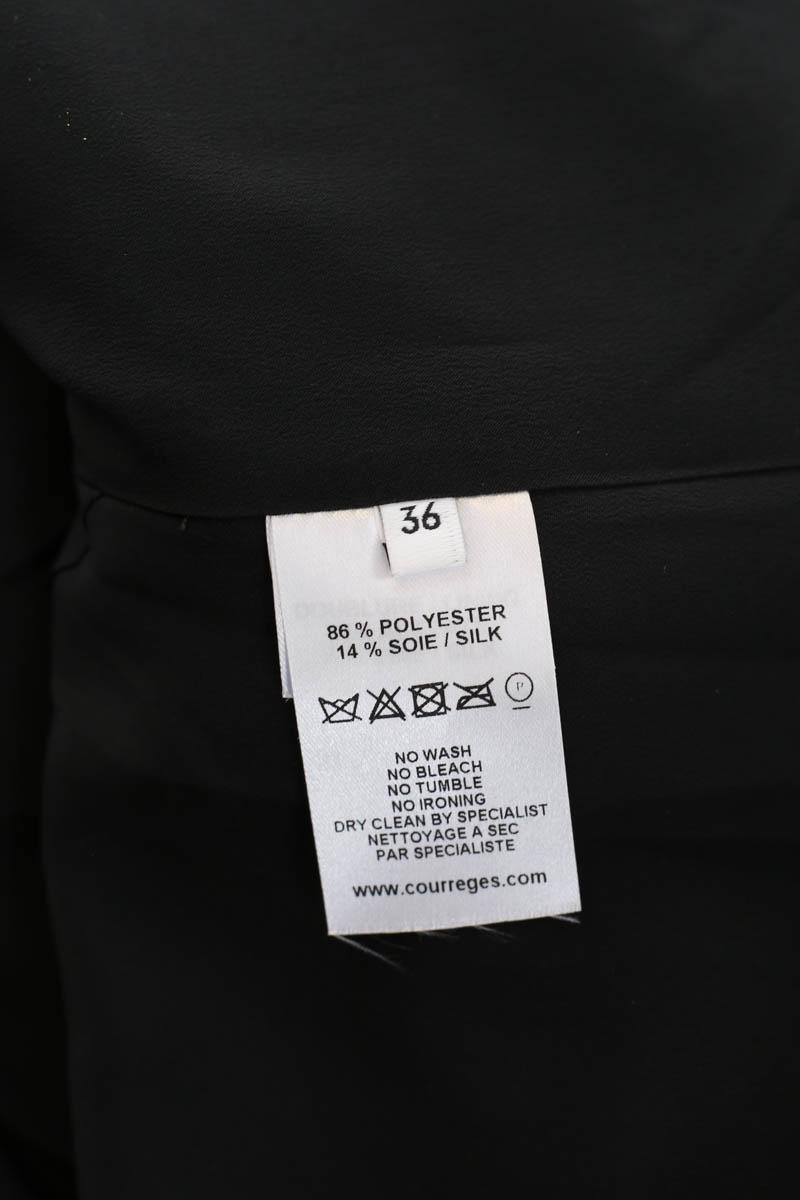 36
86 % POLYESTER
14 % SOIE / SILK
P
NO WASH
NO BLEACH
NO TUMBLE
NO IRONING
DRY CLEAN BY SPECIALIST
NETTOYAGE A SEC
PAR SPECIALISTE
www.courreges.com